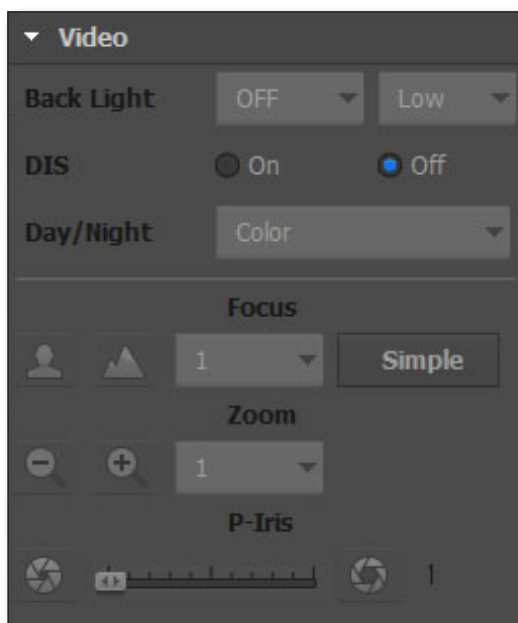 Video
Back Light OFF Low
DIS On Off
Day/Night Color
Focus
1 Simple
Zoom
1
P-Iris
1